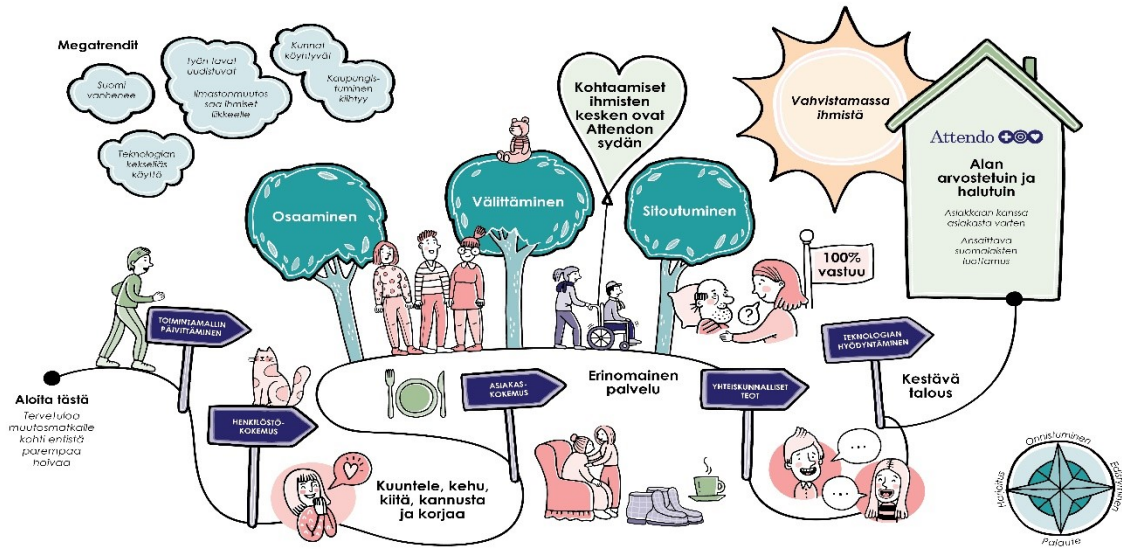 Megatrendit
Suomi
vanhenee
Työn tavat
uudistuvat
Ilmastonmuutos
saa ihmiset
liikkeelle
Kunnat
köyhtyvät
Kaupungis-
tuminen
kiihtyy
Teknologian
kekseliäs
käyttö
Kohtaamiset
ihmisten
kesken ovat
Attendon
sydän
Vahvistamassa
ihmistä
Attendo
Alan
arvostetuin ja
halutuin
Asiakkaan kanssa
asiakasta varten
Ansaittava
suomalaisten
luottamus
Osaaminen
Välittäminen
Sitoutuminen
100%
vastuu
?
TOIMINTAMALLIN
PÄIVITTÄMINEN
TEKNOLOGIAN
HYÖDYNTÄMINEN
Aloita tästä
Tervetuloa
muutosmatkalle
kohti entistä
parempaa
hoivaa
HENKILÖSTÖ-
KOKEMUS
ASIAKAS-
KOKEMUS
Erinomainen
palvelu
YHTEISKUNNALLISET
TEOT
Kestävä
talous
Kuuntele, kehu,
kiitä, kannusta
ja korjaa
...
...
Onnistuminen
Edistyminen
Palaute
Harjoitus